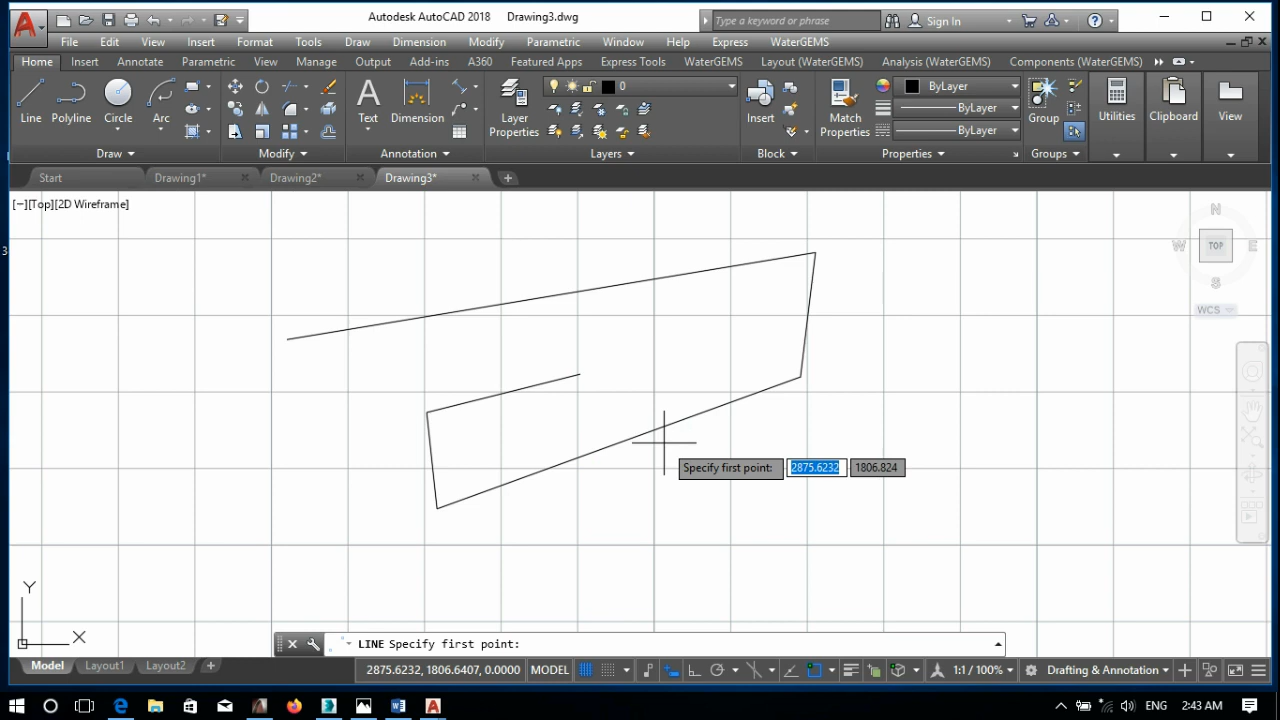 Autodesk AutoCAD 2018 Drawing3.dwg Type a keyword or phrase Sign In
File Edit View Insert Format Tools Draw Dimension Modify Parametric Window Help Express WaterGEMS
Home Insert Annotate Parametric View Manage Output Add-ins A360 Featured Apps Express Tools WaterGEMS Layout (WaterGEMS) Analysis (WaterGEMS) Components (WaterGEMS)
0 ByLayer
ByLayer
ByLayer
Line Polyline Circle Arc Text Dimension Layer Properties Insert Match Properties Group Utilities Clipboard View
Draw Modify Annotation Layers Block Properties Groups
Start Drawing1* Drawing2* Drawing3*
[−][Top][2D Wireframe]
N
W TOP E
S
WCS
3
Specify first point: 2875.6232 1806.824
Y
X
LINE Specify first point:
Model Layout1 Layout2 2875.6232, 1806.6407, 0.0000 MODEL 1:1 / 100% Drafting & Annotation
ENG 2:43 AM